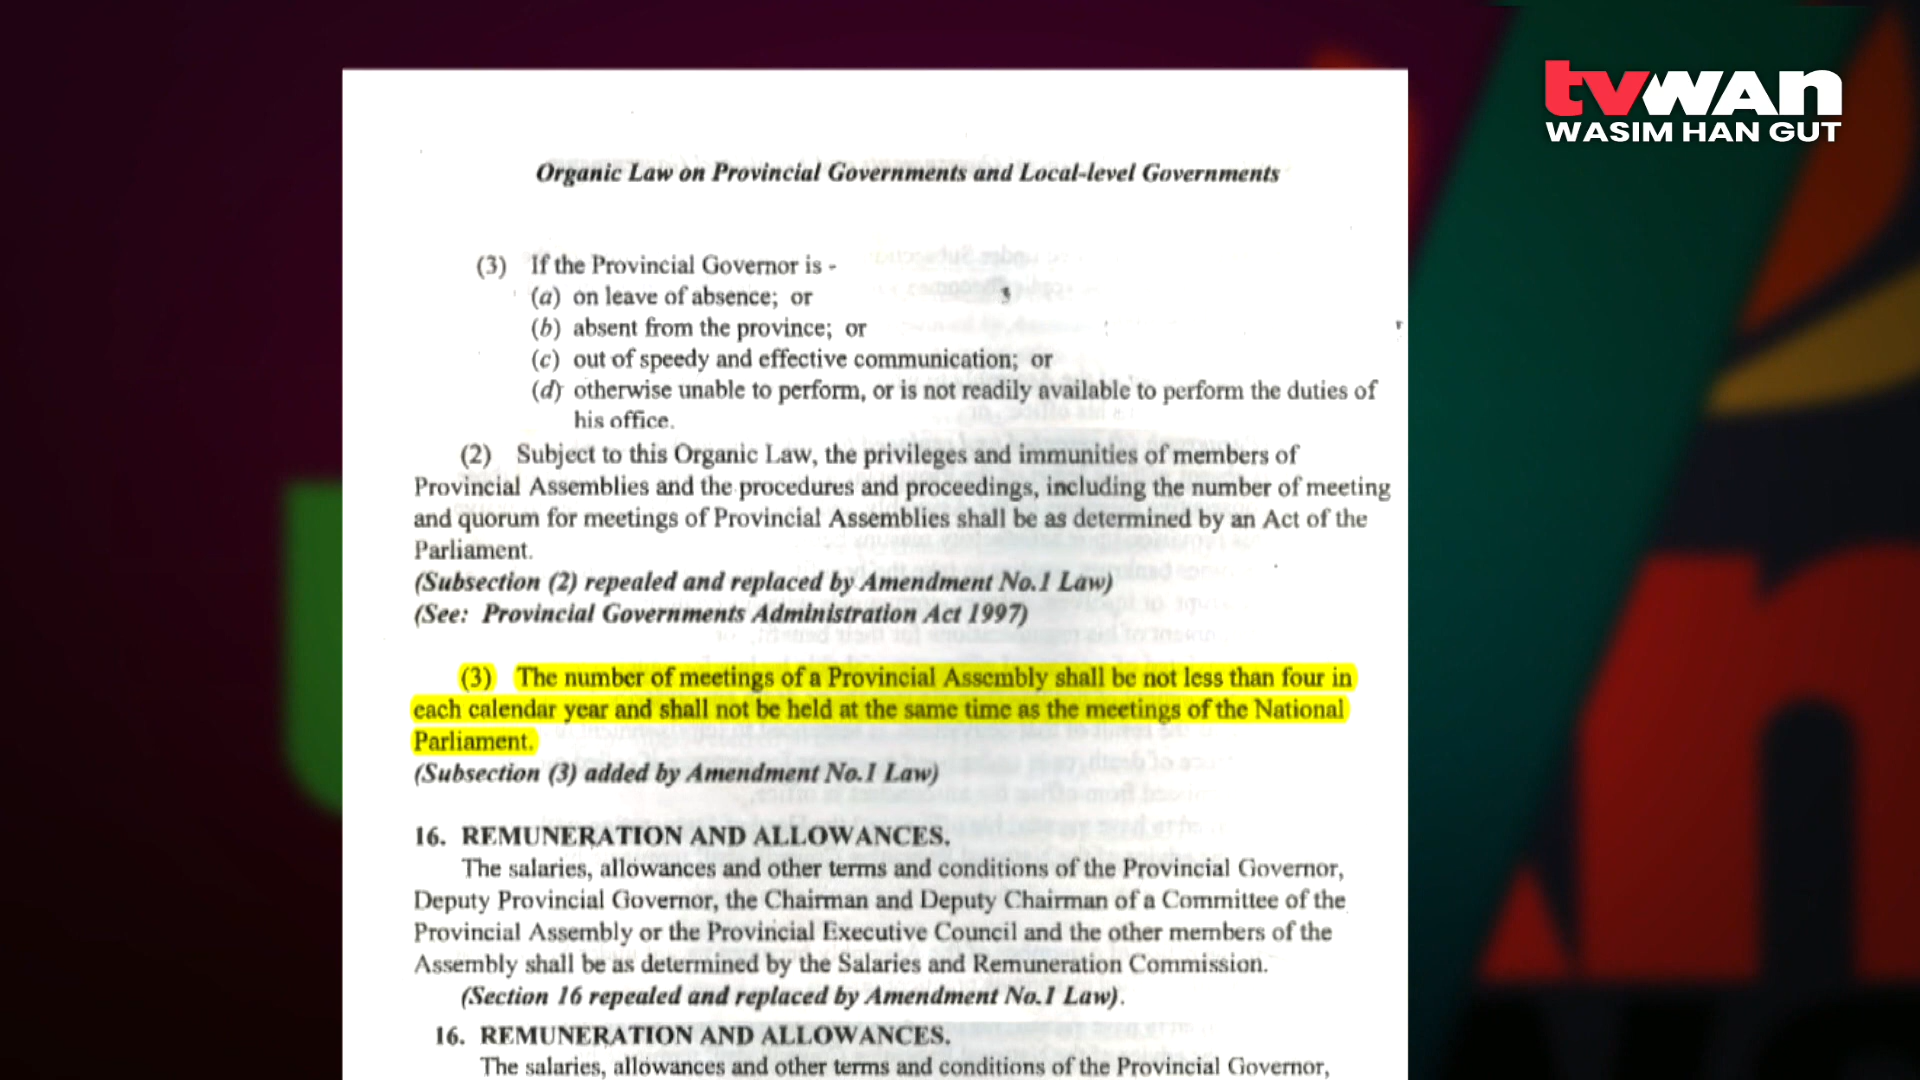 tvwan
WASIM HAN GUT
Organic Law on Provincial Governments and Local-level Governments
(3) If the Provincial Governor is -
(a) on leave of absence; or
(b) absent from the province; or
(c) out of speedy and effective communication; or
(d) otherwise unable to perform, or is not readily available to perform the duties of
his office.
(2) Subject to this Organic Law, the privileges and immunities of members of
Provincial Assemblies and the procedures and proceedings, including the number of meeting
and quorum for meetings of Provincial Assemblies shall be as determined by an Act of the
Parliament.
(Subsection (2) repealed and replaced by Amendment No.1 Law)
(See: Provincial Governments Administration Act 1997)
(3) The number of meetings of a Provincial Assembly shall be not less than four in
each calendar year and shall not be held at the same time as the meetings of the National
Parliament.
(Subsection (3) added by Amendment No.1 Law)
16. REMUNERATION AND ALLOWANCES.
The salaries, allowances and other terms and conditions of the Provincial Governor,
Deputy Provincial Governor, the Chairman and Deputy Chairman of a Committee of the
Provincial Assembly or the Provincial Executive Council and the other members of the
Assembly shall be as determined by the Salaries and Remuneration Commission.
(Section 16 repealed and replaced by Amendment No.1 Law).
16. REMUNERATION AND ALLOWANCES.
The salaries, allowances and other terms and conditions of the Provincial Governor,